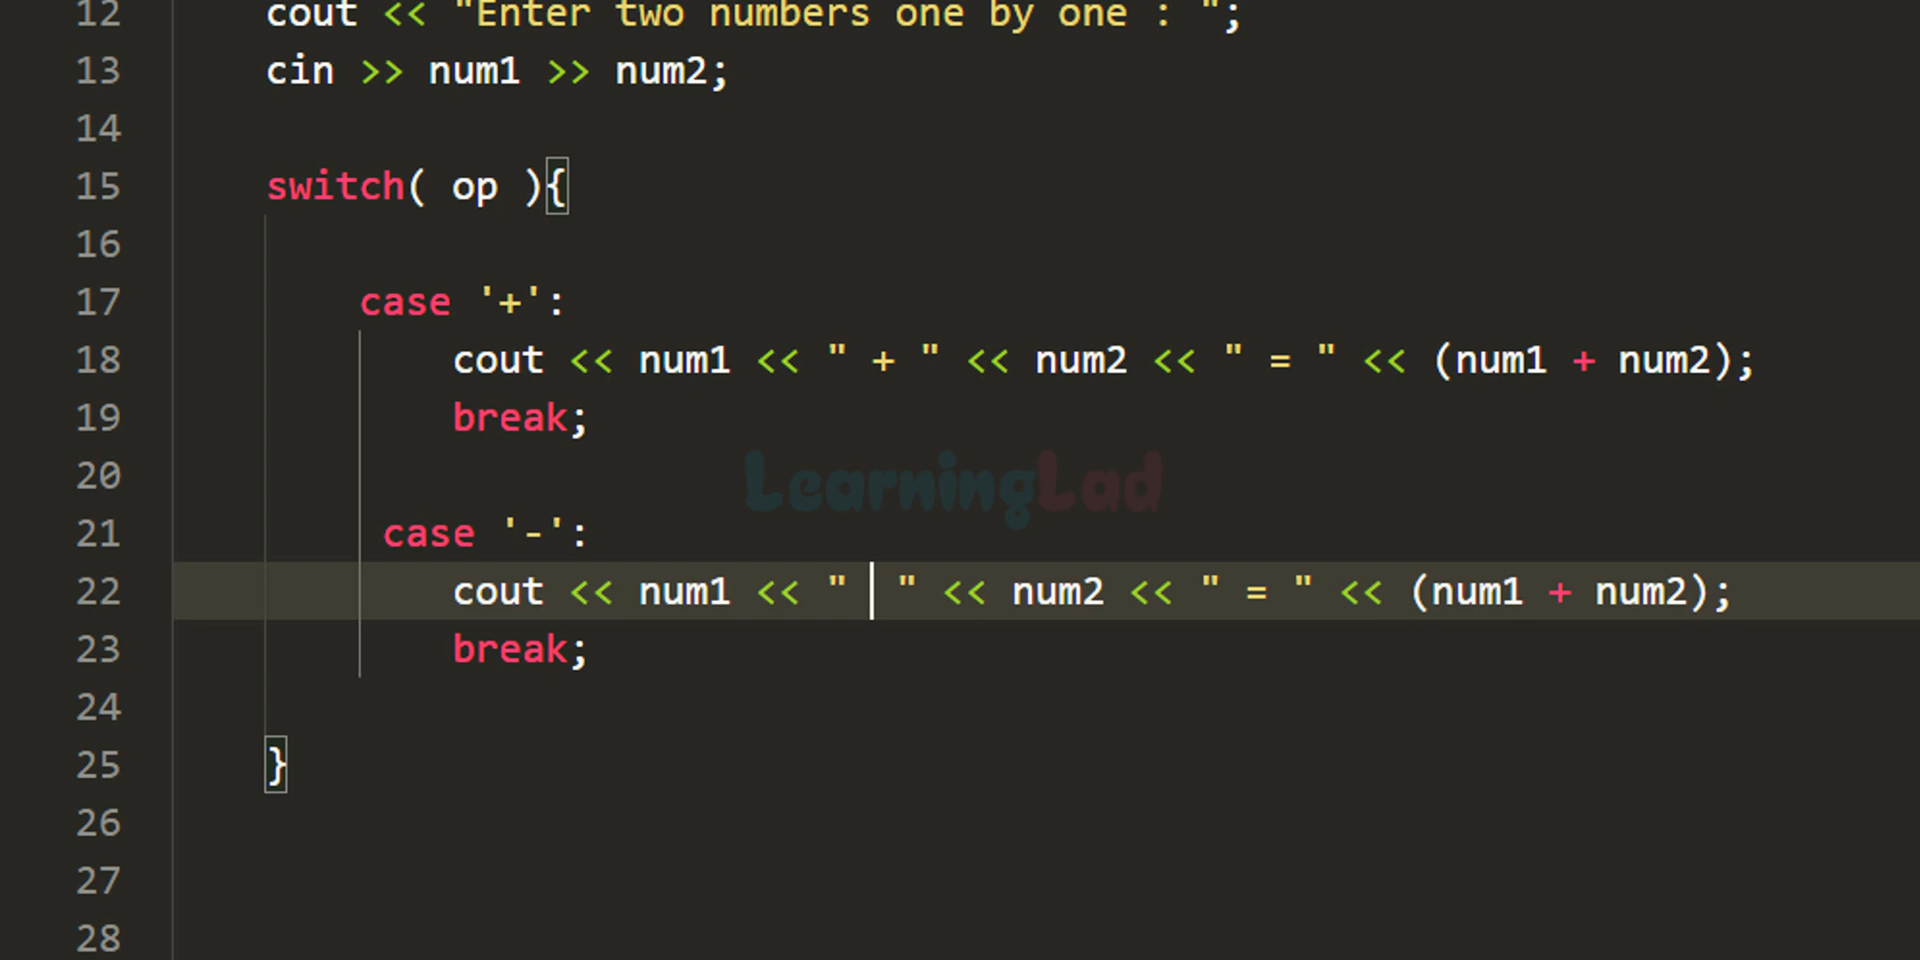 12 cout << "Enter two numbers one by one : ";
13 cin >> num1 >> num2;
14
15 switch( op ){
16
17 case '+':
18 cout << num1 << " + " << num2 << " = " << (num1 + num2);
19 break;
20
LearningLad
21 case '-':
22 cout << num1 << "  " << num2 << " = " << (num1 + num2);
23 break;
24
25 }
26
27
28